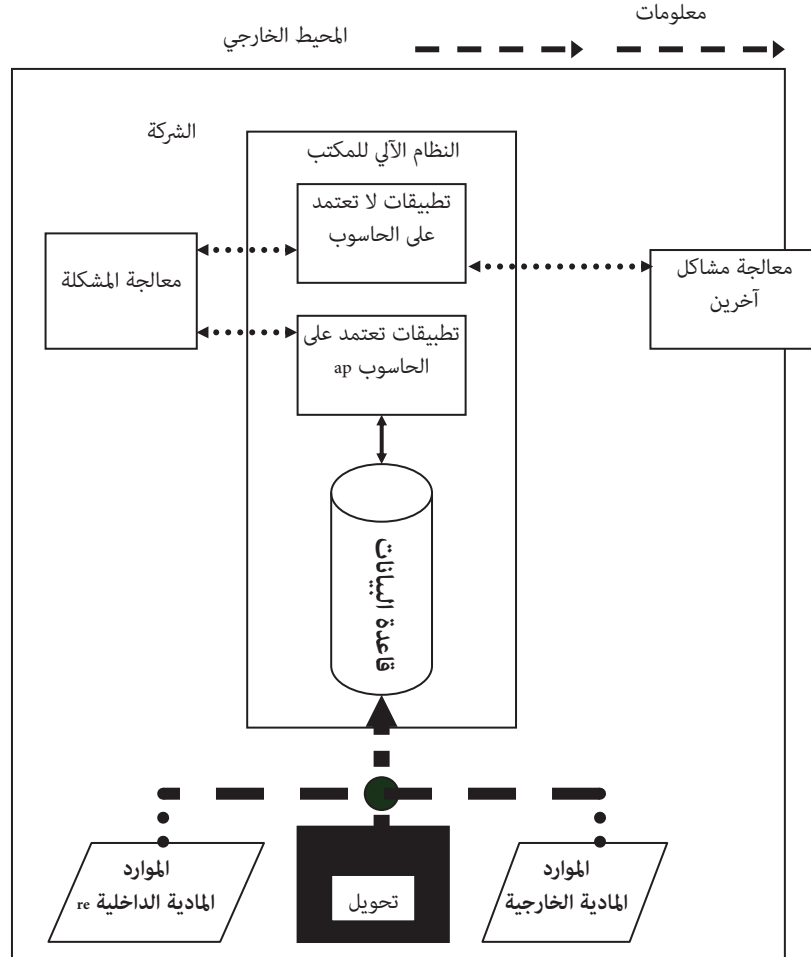 معلومات
المحيط الخارجي
الشركة
النظام الآلي للمكتب
تطبيقات لا تعتمد
على الحاسوب
معالجة مشاكل
آخرين
معالجة المشكلة
تطبيقات تعتمد على
الحاسوب ap
قاعدة البيانات
الموارد
المادية الخارجية
تحويل
الموارد
المادية الداخلية re